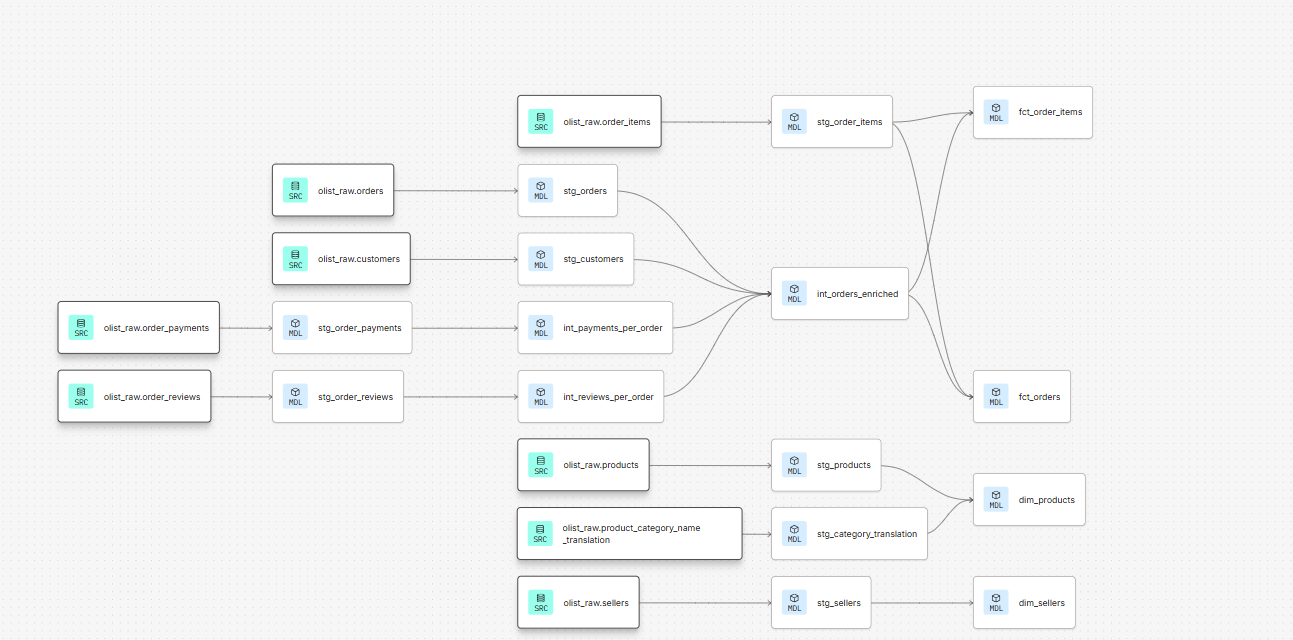 SRC
olist_raw.order_items
MDL
stg_order_items
MDL
fct_order_items
SRC
olist_raw.orders
MDL
stg_orders
SRC
olist_raw.customers
MDL
stg_customers
MDL
int_orders_enriched
SRC
olist_raw.order_payments
MDL
stg_order_payments
MDL
int_payments_per_order
SRC
olist_raw.order_reviews
MDL
stg_order_reviews
MDL
int_reviews_per_order
MDL
fct_orders
SRC
olist_raw.products
MDL
stg_products
MDL
dim_products
SRC
olist_raw.product_category_name
_translation
MDL
stg_category_translation
SRC
olist_raw.sellers
MDL
stg_sellers
MDL
dim_sellers